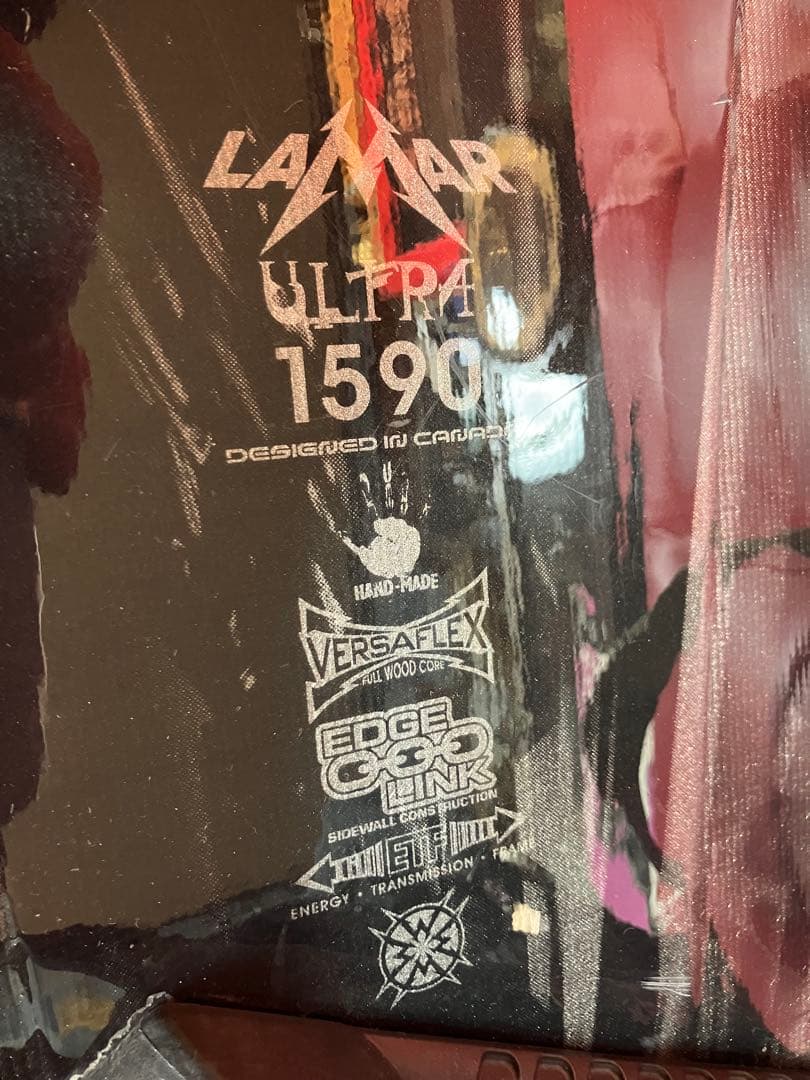 LAMAR
ULTRA
1590
DESIGNED IN CANADA
HAND-MADE
VERSAFLEX
FULL WOOD CORE
EDGE
LINK
SIDEWALL CONSTRUCTION
ETF
ENERGY • TRANSMISSION • FRAME